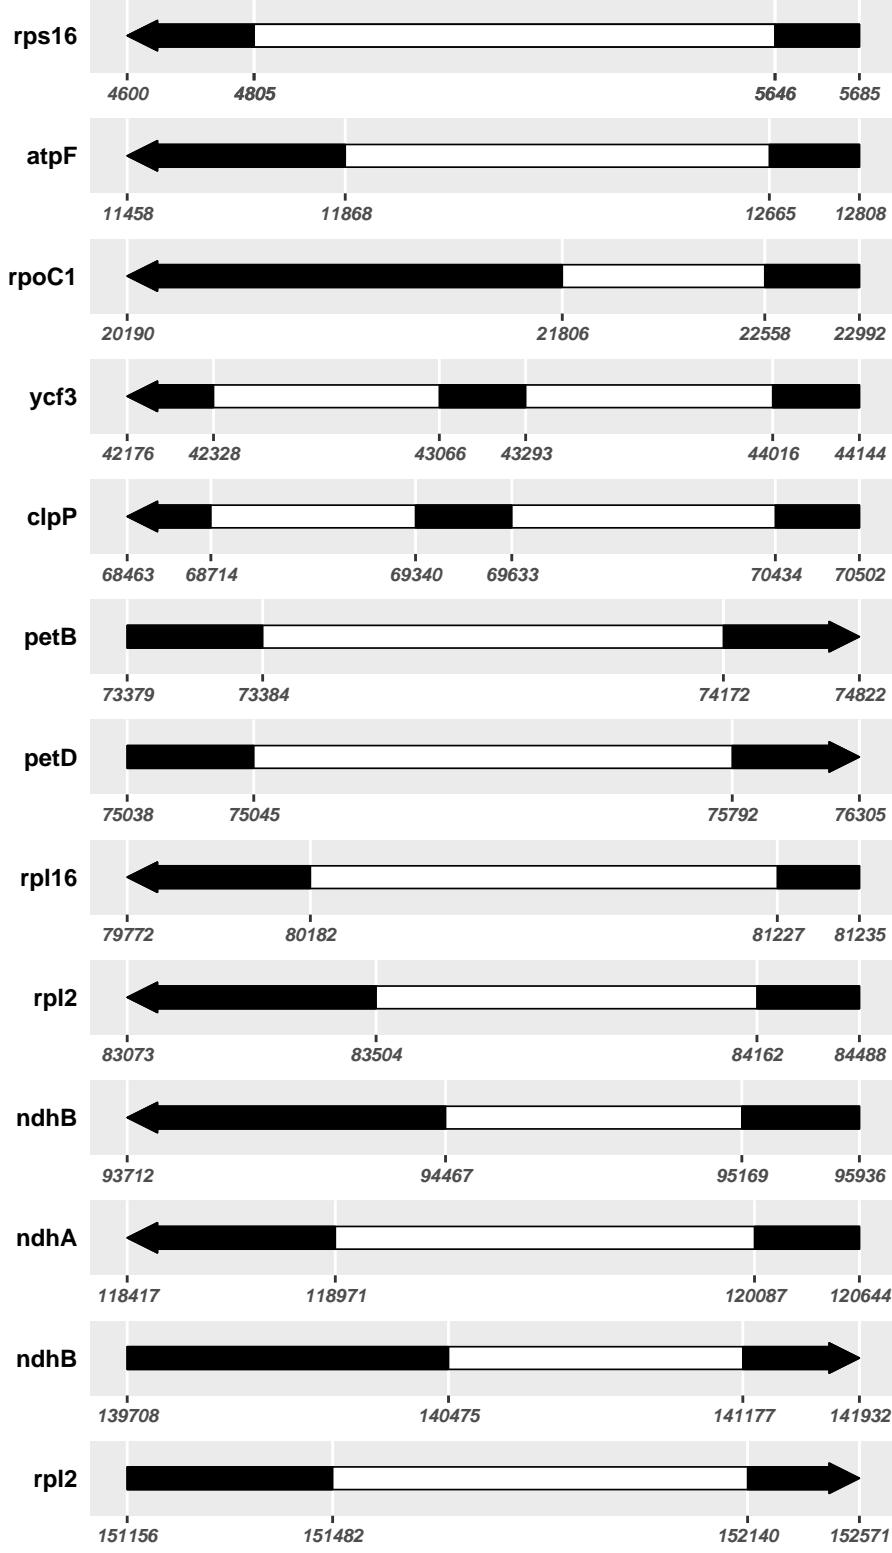 rps16
4600 4805 5646 5685
atpF
11458 11868 12665 12808
rpoC1
20190 21806 22558 22992
ycf3
42176 42328 43066 43293 44016 44144
clpP
68463 68714 69340 69633 70434 70502
petB
73379 73384 74172 74822
petD
75038 75045 75792 76305
rpl16
79772 80182 81227 81235
rpl2
83073 83504 84162 84488
ndhB
93712 94467 95169 95936
ndhA
118417 118971 120087 120644
ndhB
139708 140475 141177 141932
rpl2
151156 151482 152140 152571